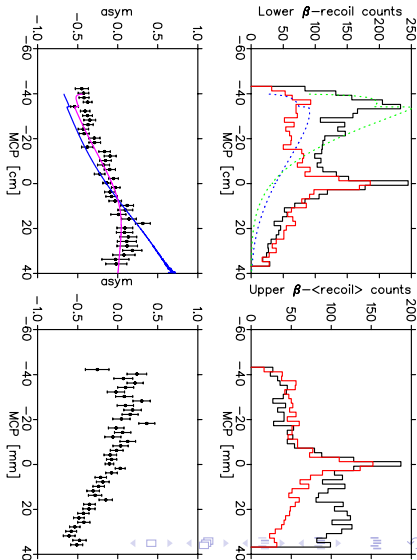 Lower β-recoil counts
0 50 100 150 200 250
−60 −40 −20 0 20 40
MCP [cm]
asym
−1.0 −0.5 0.0 0.5 1.0
−60 −40 −20 0 20 40
MCP [cm]
Upper β-<recoil> counts
0 50 100 150 200
−60 −40 −20 0 20 40
MCP [mm]
asym
−1.0 −0.5 0.0 0.5 1.0
−60 −40 −20 0 20 40
MCP [mm]